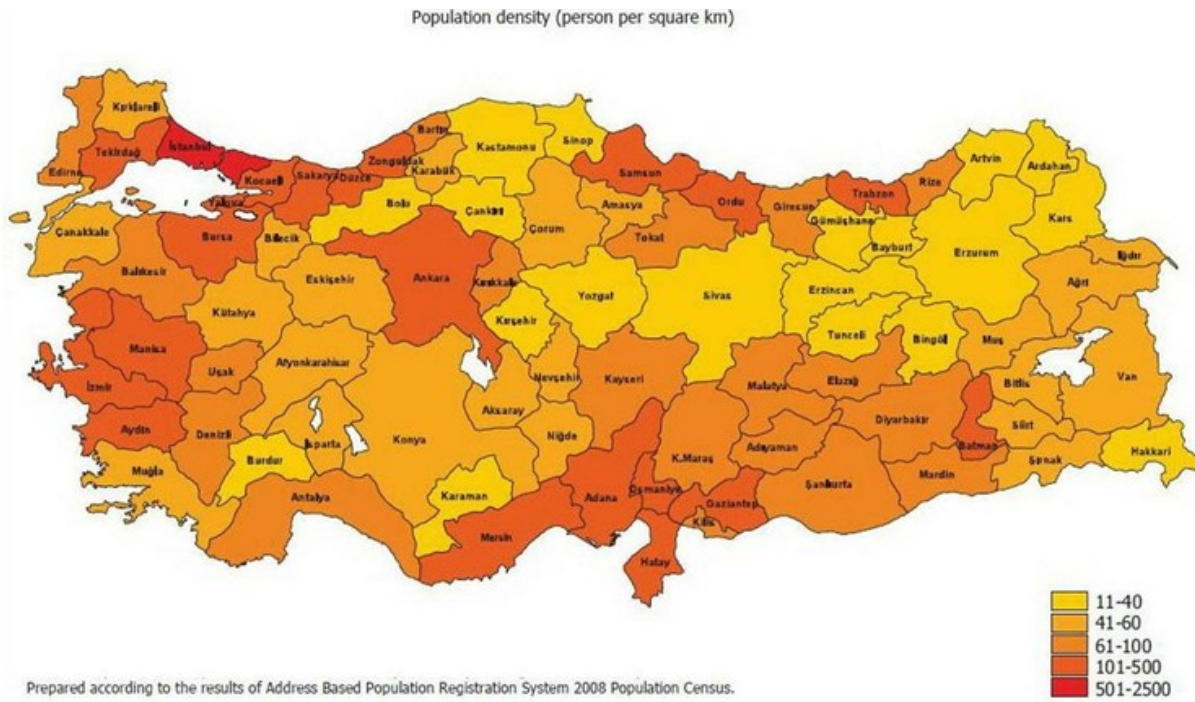 Population density (person per square km)
Kırklareli
Edirne
Tekirdağ
İstanbul
Kocaeli
Yalova
Sakarya
Düzce
Zonguldak
Bartın
Karabük
Kastamonu
Sinop
Samsun
Ordu
Giresun
Trabzon
Rize
Artvin
Ardahan
Kars
Çanakkale
Bursa
Bilecik
Bolu
Çankırı
Çorum
Amasya
Tokat
Gümüşhane
Bayburt
Erzurum
Iğdır
Ağrı
Balıkesir
Kütahya
Eskişehir
Ankara
Kırıkkale
Kırşehir
Yozgat
Sivas
Erzincan
Tunceli
Bingöl
Muş
Manisa
Uşak
Afyonkarahisar
Nevşehir
Kayseri
Malatya
Elazığ
Bitlis
Van
İzmir
Aydın
Denizli
Isparta
Konya
Aksaray
Niğde
K.Maraş
Adıyaman
Diyarbakır
Batman
Siirt
Şırnak
Hakkari
Muğla
Burdur
Antalya
Karaman
Mersin
Adana
Osmaniye
Gaziantep
Kilis
Şanlıurfa
Mardin
Hatay
11-40
41-60
61-100
101-500
501-2500
Prepared according to the results of Address Based Population Registration System 2008 Population Census.